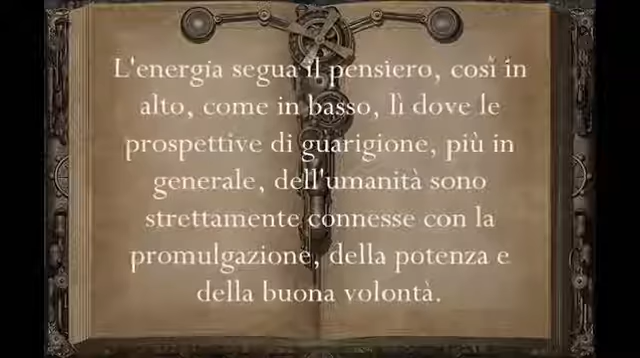 L'energia segua il pensiero, così in
alto, come in basso, lì dove le
prospettive di guarigione, più in
generale, dell'umanità sono
strettamente connesse con la
promulgazione, della potenza e
della buona volontà.